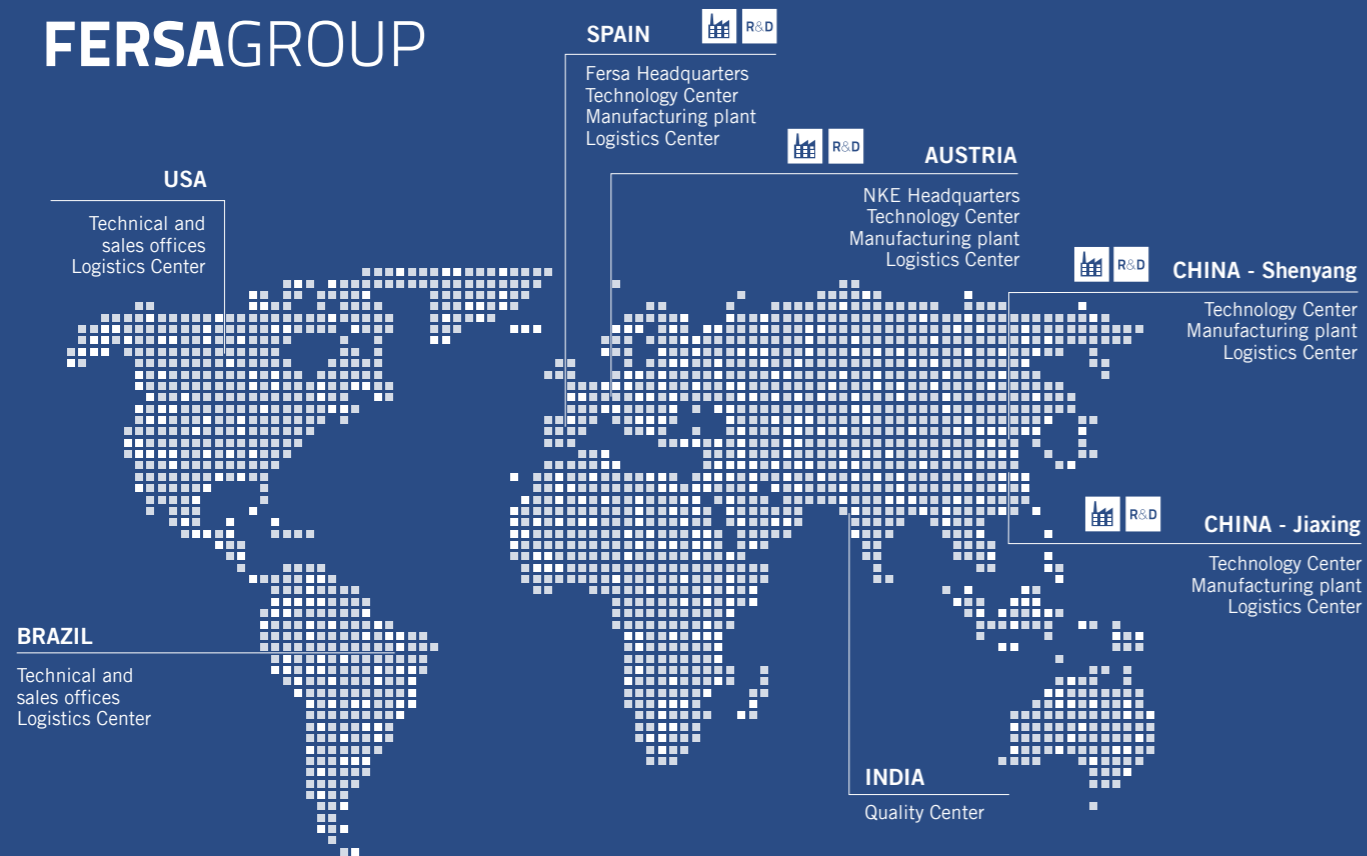 FERSAGROUP
SPAIN
R&D
Fersa Headquarters
Technology Center
Manufacturing plant
Logistics Center
R&D
AUSTRIA
NKE Headquarters
Technology Center
Manufacturing plant
Logistics Center
USA
Technical and
sales offices
Logistics Center
R&D
CHINA - Shenyang
Technology Center
Manufacturing plant
Logistics Center
R&D
CHINA - Jiaxing
Technology Center
Manufacturing plant
Logistics Center
BRAZIL
Technical and
sales offices
Logistics Center
INDIA
Quality Center